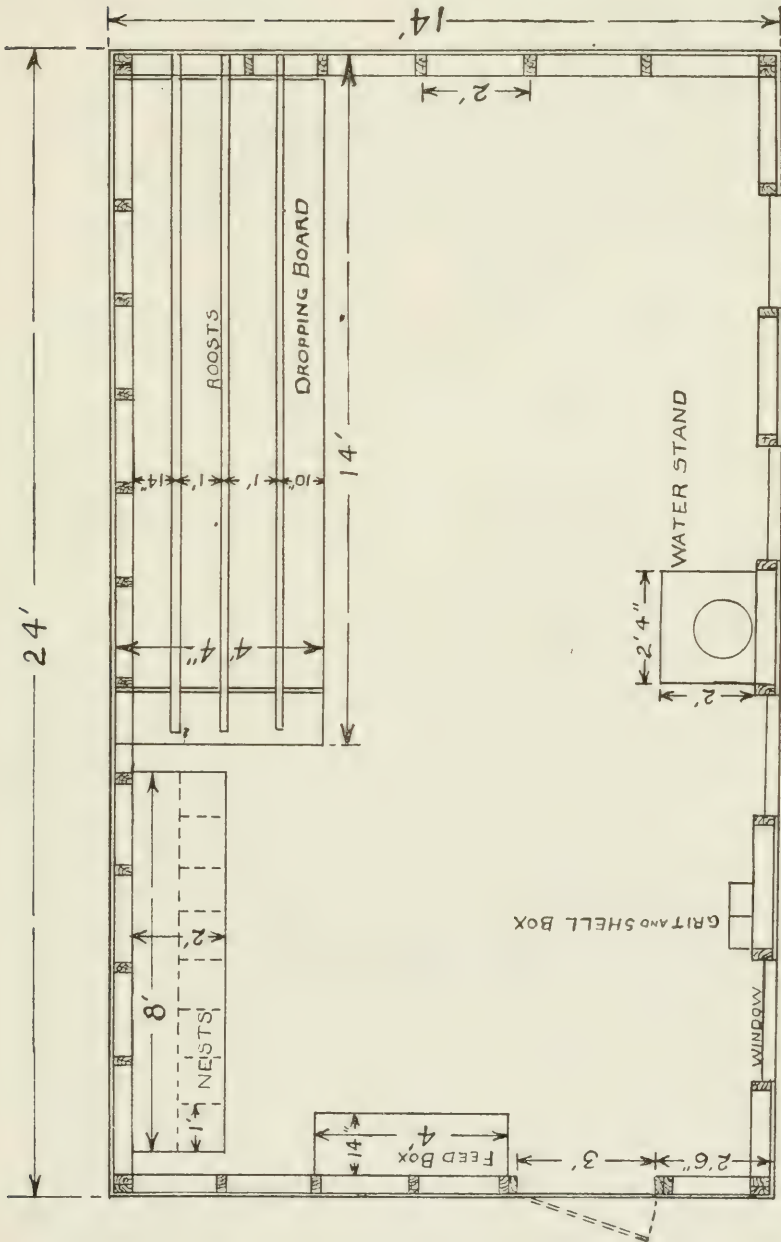 14'
24'
2'
ROOSTS
DROPPING BOARD
14"
1'
1'
10"
14'
4'4"
WATER STAND
2'4"
2'
8'
2'
NEISTS
1'
GRIT AND SHELL BOX
WINDOW
14"
4'
FEED BOX
3'
2'6"